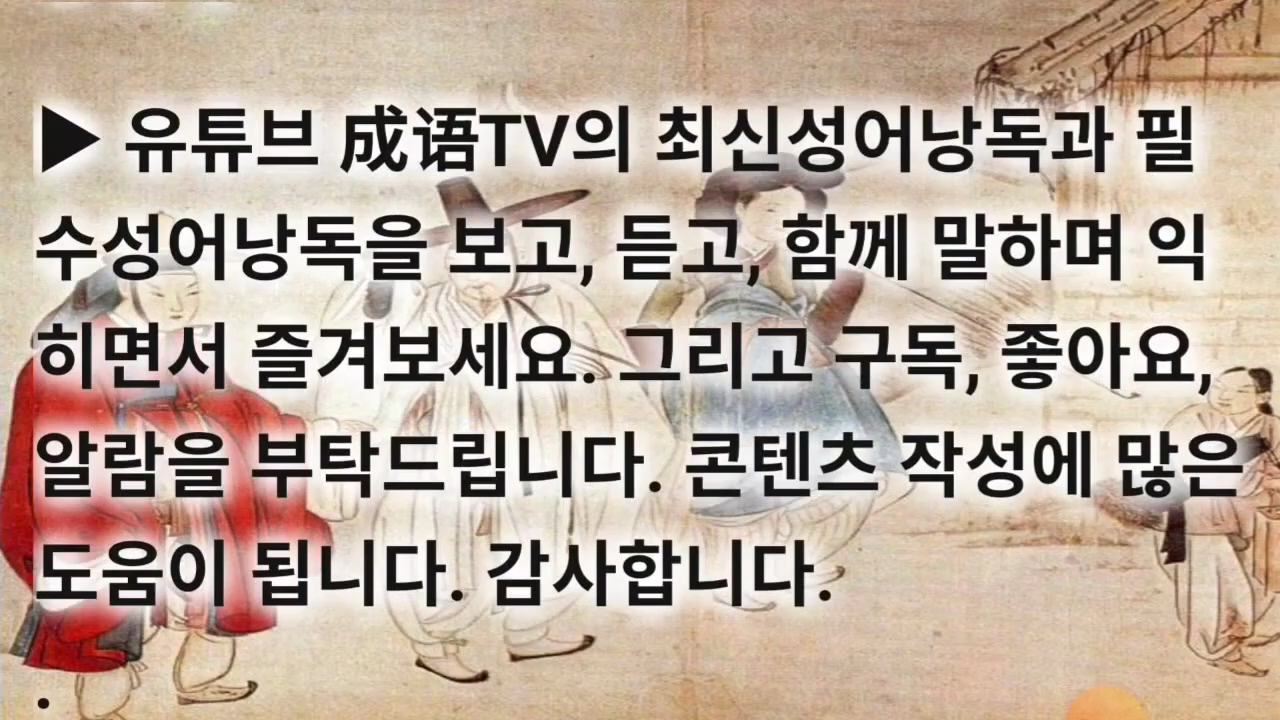 ▶ 유튜브 成语TV의 최신성어낭독과 필
수성어낭독을 보고, 듣고, 함께 말하며 익
히면서 즐겨보세요. 그리고 구독, 좋아요,
알람을 부탁드립니다. 콘텐츠 작성에 많은
도움이 됩니다. 감사합니다.
.